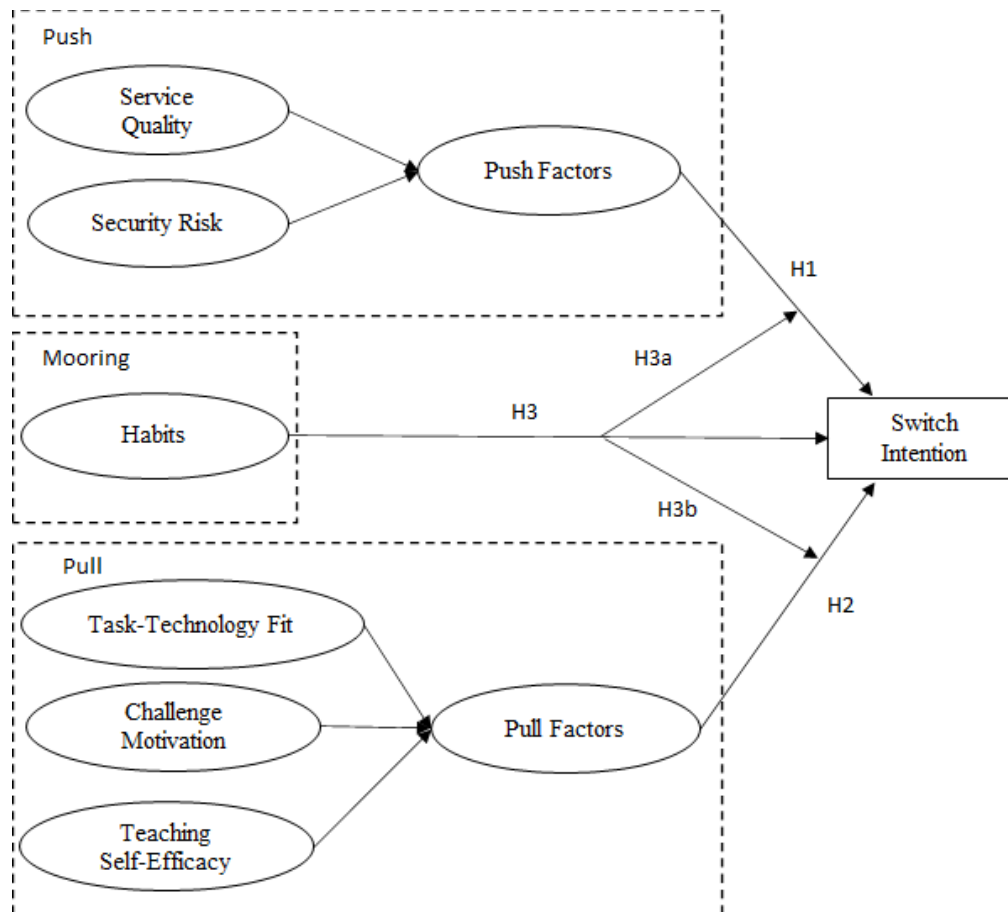 Push
Service
Quality
Push Factors
Security Risk
H1
Mooring
H3a
Habits
H3
Switch
Intention
H3b
Pull
Task-Technology Fit
H2
Challenge
Motivation
Pull Factors
Teaching
Self-Efficacy